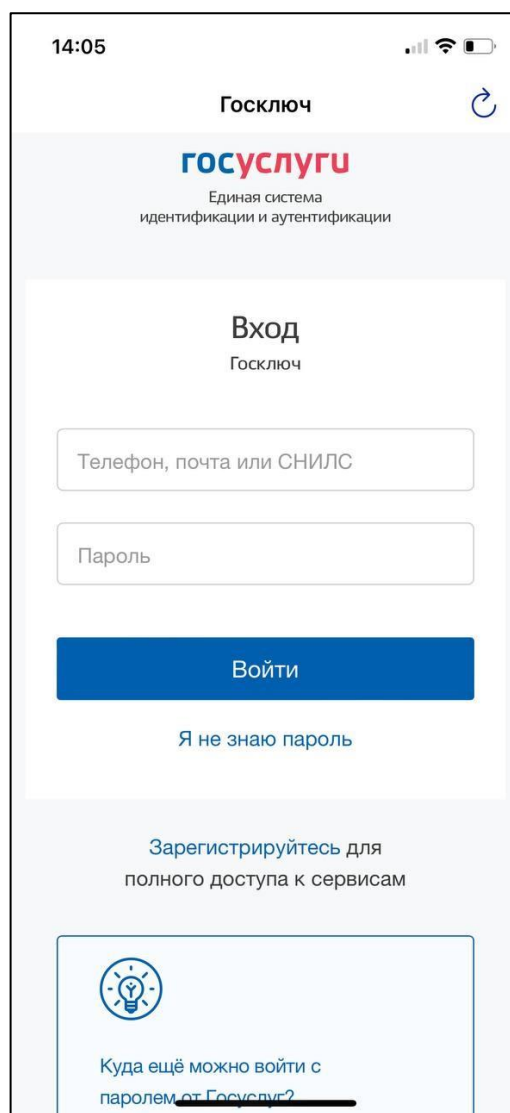 14:05
Госключ
госуслуги
Единая система
идентификации и аутентификации
Вход
Госключ
Телефон, почта или СНИЛС
Пароль
Войти
Я не знаю пароль
Зарегистрируйтесь для
полного доступа к сервисам
Куда ещё можно войти с
паролем от Госуслуг?